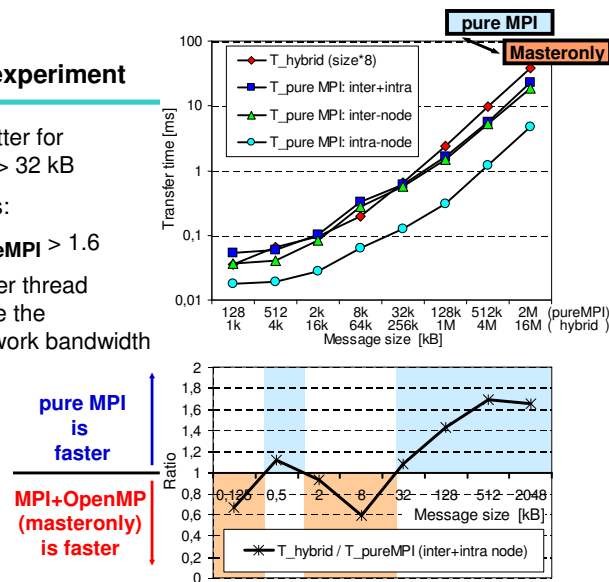 experiment
tter for
> 32 kB
s:
eMPI > 1.6
er thread
e the
work bandwidth
pure MPI
Masteronly
100
10
1
0,1
0,01
Transfer time [ms]
T_hybrid (size*8)
T_pure MPI: inter+intra
T_pure MPI: inter-node
T_pure MPI: intra-node
128 512 2k 8k 32k 128k 512k 2M (pureMPI)
1k 4k 16k 64k 256k 1M 4M 16M ( hybrid )
Message size [kB]
pure MPI
is
faster
MPI+OpenMP
(masteronly)
is faster
2
1,8
1,6
1,4
1,2
1
0,8
0,6
0,4
0,2
0
Ratio
0,125 0,5 2 8 32 128 512 2048
Message size [kB]
T_hybrid / T_pureMPI (inter+intra node)